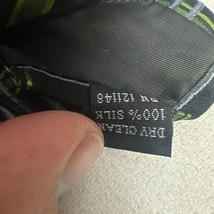 DRY CLEAN
100% SILK
RN 121148